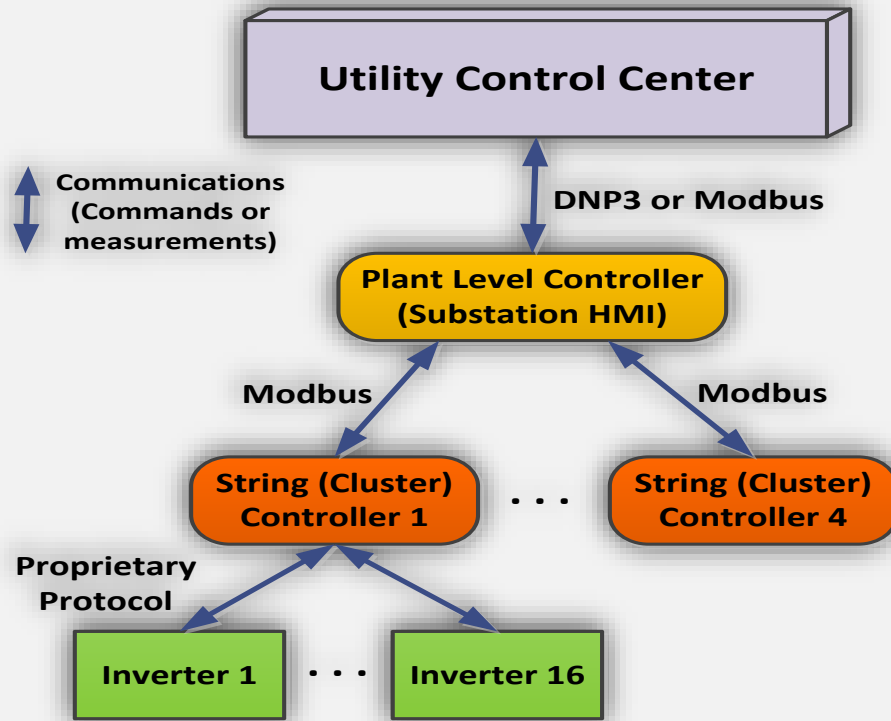 Utility Control Center
Communications
(Commands or
measurements)
DNP3 or Modbus
Plant Level Controller
(Substation HMI)
Modbus
Modbus
String (Cluster)
Controller 1
. . .
String (Cluster)
Controller 4
Proprietary
Protocol
Inverter 1
. . .
Inverter 16